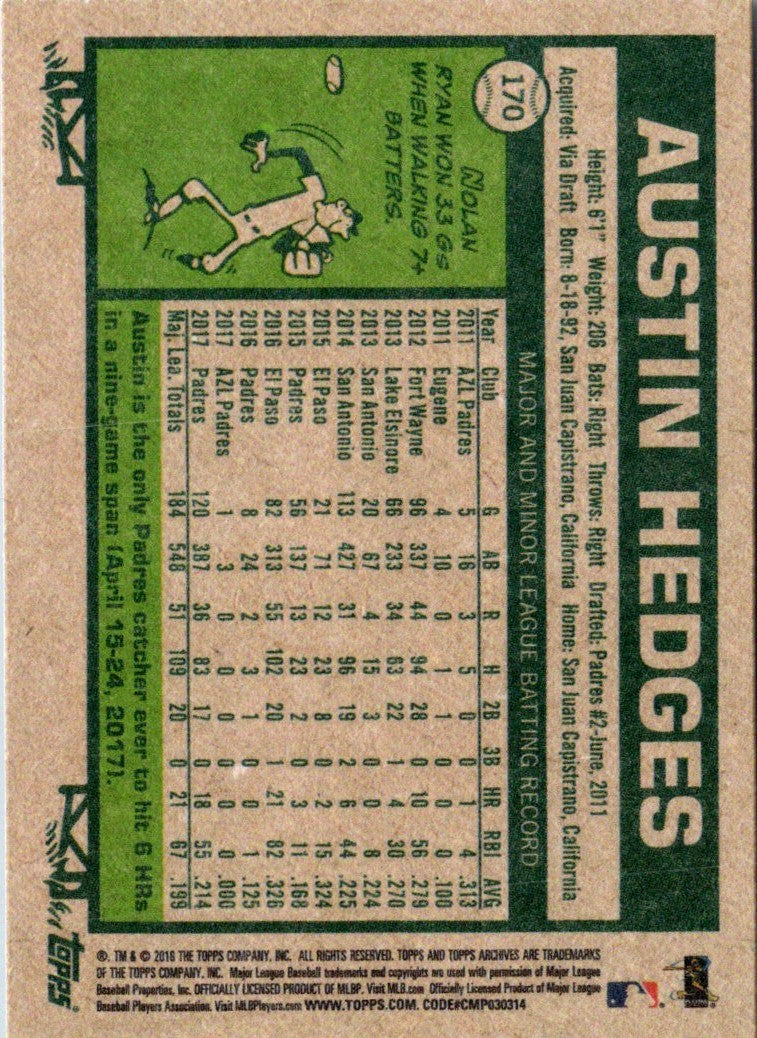 AUSTIN HEDGES
170
Height: 6'1" Weight: 206 Bats: Right Throws: Right Drafted: Padres #2-June, 2011
Acquired: Via Draft Born: 8-18-92, San Juan Capistrano, California Home: San Juan Capistrano, California
NOLAN
RYAN WON 33 Gs
WHEN WALKING 7+
BATTERS.
MAJOR AND MINOR LEAGUE BATTING RECORD
Year Club G AB R H 2B 3B HR RBI AVG
2011 AZL Padres 5 16 3 5 0 0 1 4 .313
2011 Eugene 4 10 0 1 1 0 0 0 .100
2012 Fort Wayne 96 337 44 94 28 0 10 56 .279
2013 Lake Elsinore 66 233 34 63 22 1 4 30 .270
2013 San Antonio 20 67 4 15 3 0 0 8 .224
2014 San Antonio 113 427 31 96 19 2 6 44 .225
2015 El Paso 21 71 12 23 8 0 2 15 .324
2015 Padres 56 137 13 23 2 0 3 11 .168
2016 El Paso 82 313 55 102 20 1 21 82 .326
2016 Padres 8 24 2 3 1 0 0 1 .125
2017 AZL Padres 1 3 0 0 0 0 0 0 .000
2017 Padres 120 387 36 83 17 0 18 55 .214
Maj. Lea. Totals 184 548 51 109 20 0 21 67 .199
Austin is the only Padres catcher ever to hit 6 HRs
in a nine-game span (April 15-24, 2017).
topps
®, TM & © 2018 THE TOPPS COMPANY, INC. ALL RIGHTS RESERVED. TOPPS AND TOPPS ARCHIVES ARE TRADEMARKS
OF THE TOPPS COMPANY, INC. Major League Baseball trademarks and copyrights are used with permission of Major League
Baseball Properties, Inc. OFFICIALLY LICENSED PRODUCT OF MLBP. Visit MLB.com Officially Licensed Product of Major League
Baseball Players Association. Visit MLBPlayers.com WWW.TOPPS.COM. CODE#CMP030314